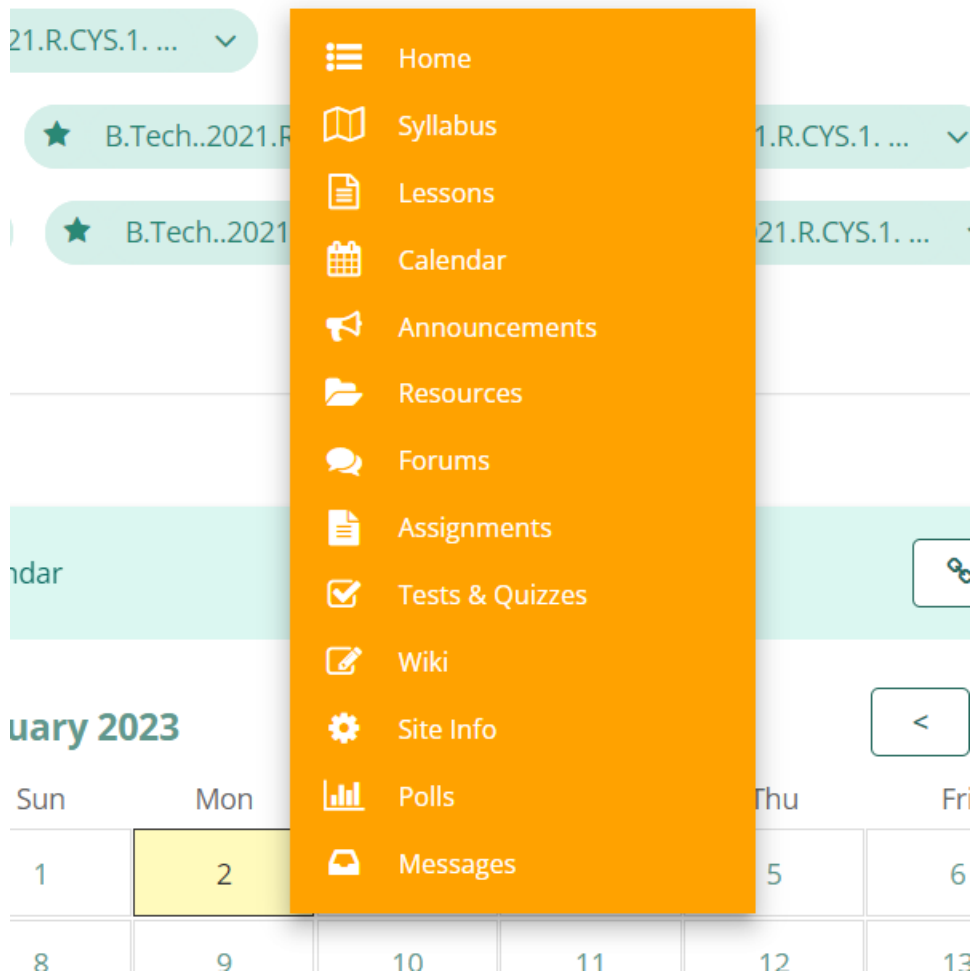 21.R.CYS.1. ...
Home
Syllabus
B.Tech..2021.R
1.R.CYS.1. ...
Lessons
B.Tech..2021
021.R.CYS.1. ...
Calendar
Announcements
Resources
Forums
Assignments
ndar
Tests & Quizzes
Wiki
uary 2023
<
Site Info
Sun Mon Thu Fri
Polls
1 2 5 6
Messages
8 9 10 11 12 13